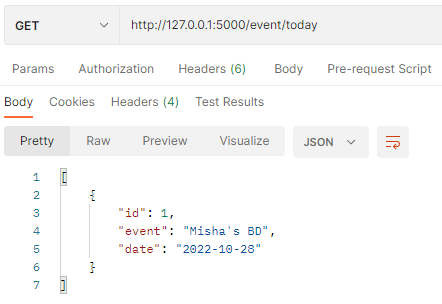 GET http://127.0.0.1:5000/event/today
Params Authorization Headers (6) Body Pre-request Script
Body Cookies Headers (4) Test Results
Pretty Raw Preview Visualize JSON
1 [
2 {
3 "id": 1,
4 "event": "Misha's BD",
5 "date": "2022-10-28"
6 }
7 ]